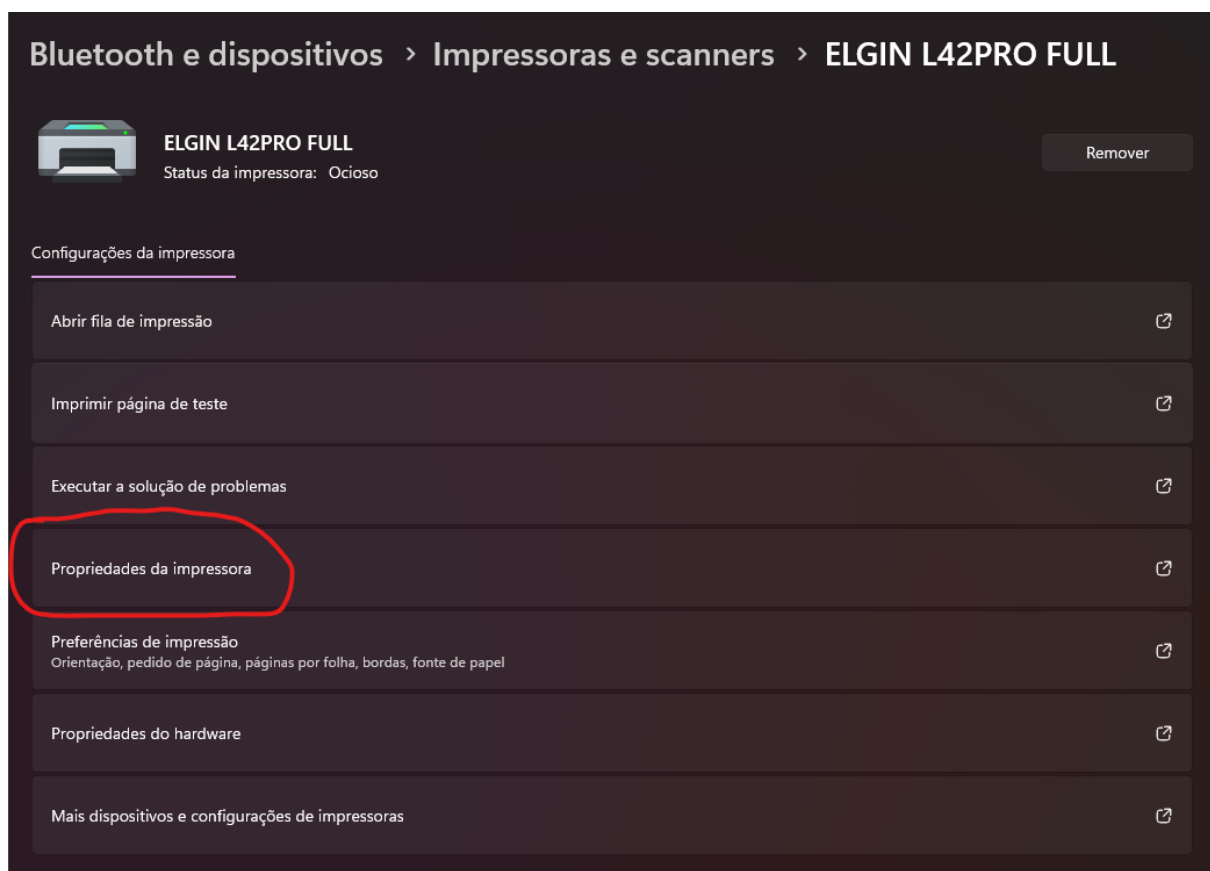 Bluetooth e dispositivos > Impressoras e scanners > ELGIN L42PRO FULL
ELGIN L42PRO FULL
Status da impressora: Ocioso
Remover
Configurações da impressora
Abrir fila de impressão
Imprimir página de teste
Executar a solução de problemas
Propriedades da impressora
Preferências de impressão
Orientação, pedido de página, páginas por folha, bordas, fonte de papel
Propriedades do hardware
Mais dispositivos e configurações de impressoras